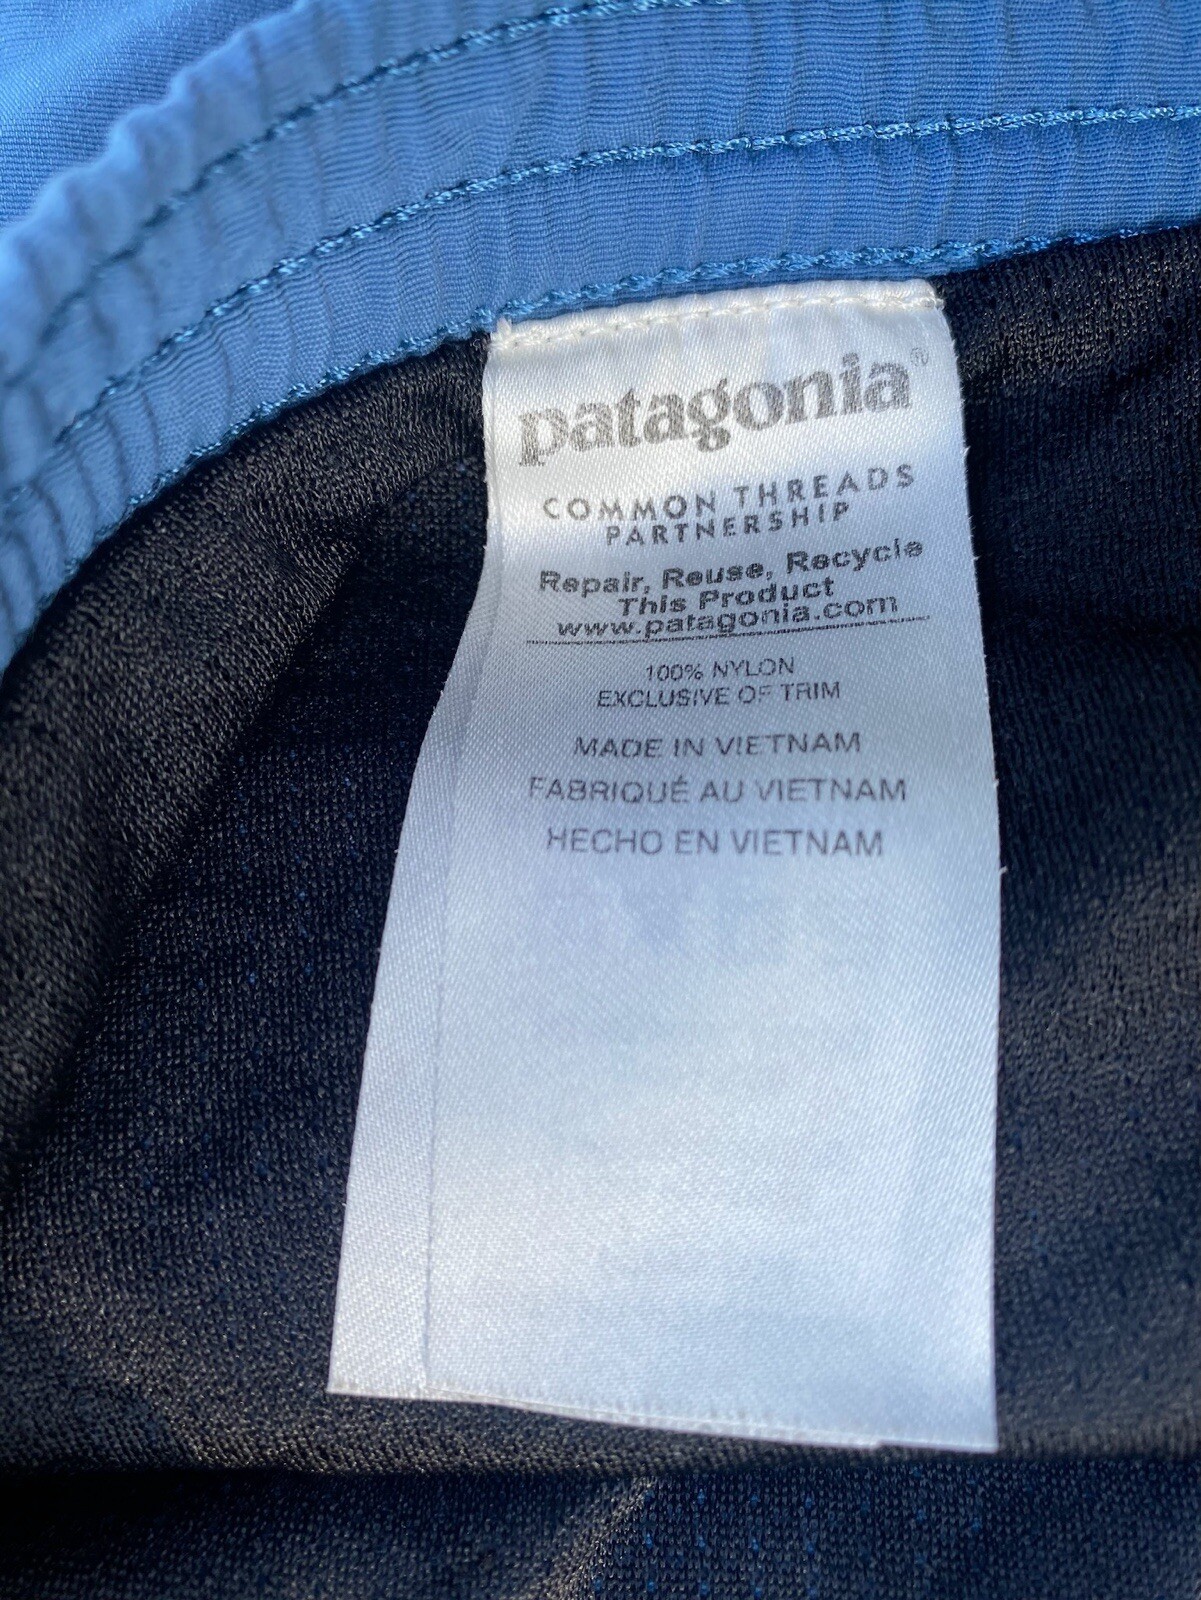 patagonia®
COMMON THREADS
PARTNERSHIP
Repair, Reuse, Recycle
This Product
www.patagonia.com
100% NYLON
EXCLUSIVE OF TRIM
MADE IN VIETNAM
FABRIQUÉ AU VIETNAM
HECHO EN VIETNAM